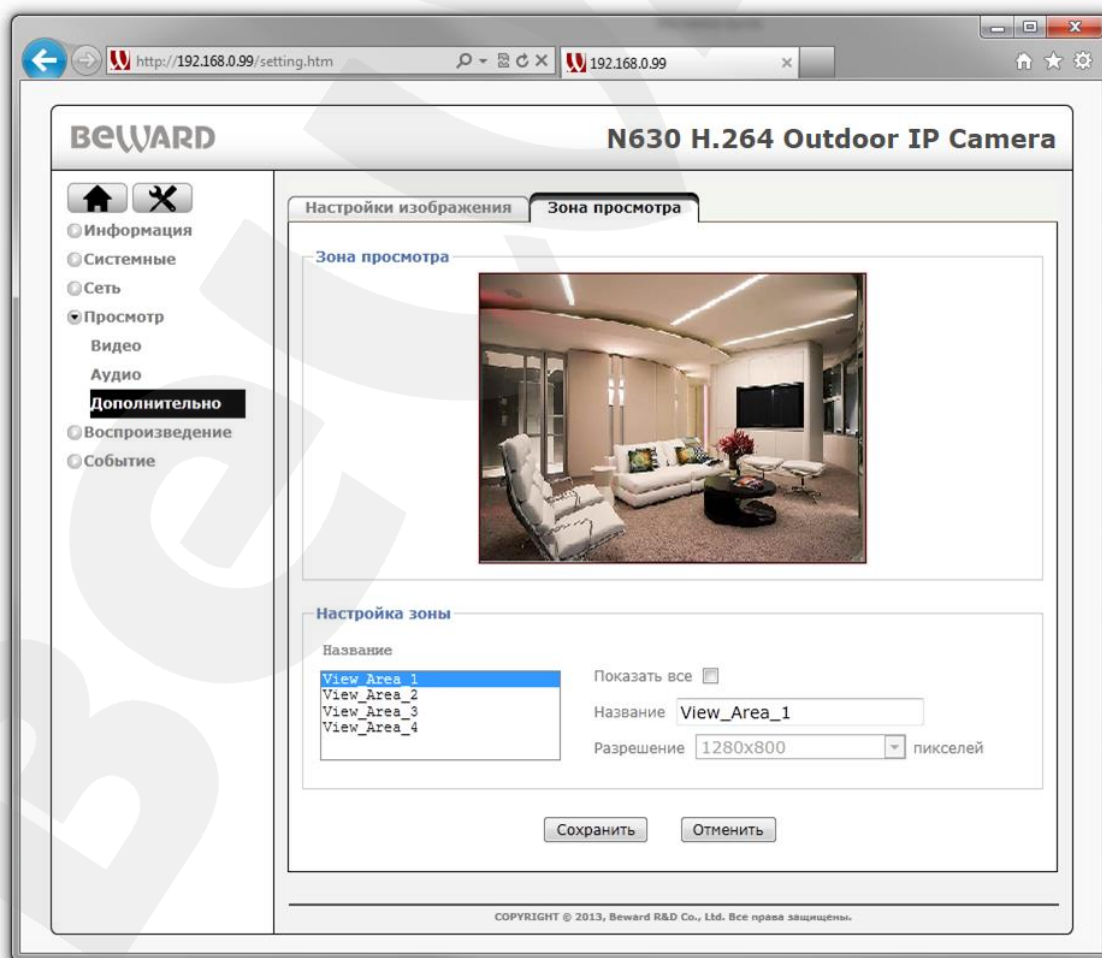 http://192.168.0.99/setting.htm
192.168.0.99
BEWARD
N630 H.264 Outdoor IP Camera
Настройки изображения
Зона просмотра
Информация
Системные
Сеть
Просмотр
Видео
Аудио
Дополнительно
Воспроизведение
Событие
Зона просмотра
Настройка зоны
Название
View_Area_1
View_Area_2
View_Area_3
View_Area_4
Показать все
Название View_Area_1
Разрешение 1280x800 пикселей
Сохранить Отменить
COPYRIGHT © 2013, Beward R&D Co., Ltd. Все права защищены.